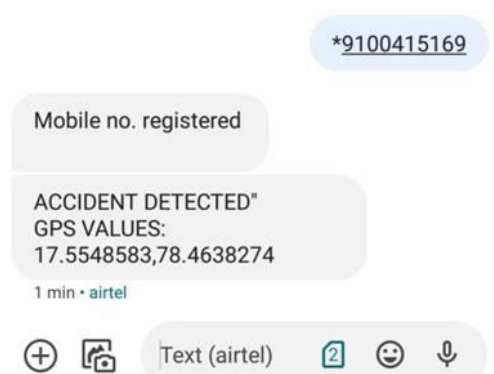 *9100415169
Mobile no. registered
ACCIDENT DETECTED"
GPS VALUES:
17.5548583,78.4638274
1 min • airtel
Text (airtel)
2